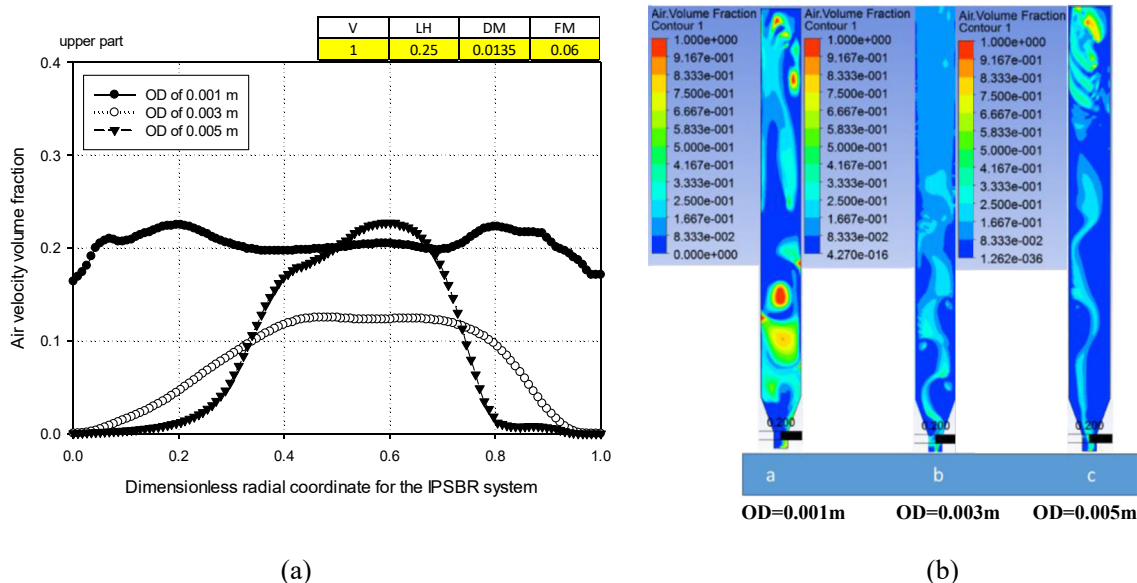 upper part
V LH DM FM
1 0.25 0.0135 0.06
0.4
0.3
0.2
0.1
0.0
OD of 0.001 m
OD of 0.003 m
OD of 0.005 m
Air velocity volume fraction
0.0 0.2 0.4 0.6 0.8 1.0
Dimensionless radial coordinate for the IPSBR system
(a)
Air.Volume Fraction
Contour 1
1.000e+000
9.167e-001
8.333e-001
7.500e-001
6.667e-001
5.833e-001
4.167e-001
3.333e-001
2.500e-001
1.667e-001
8.333e-002
0.000e+000
Air.Volume Fraction
Contour 1
1.000e+000
9.167e-001
8.333e-001
7.500e-001
6.667e-001
5.833e-001
4.167e-001
3.333e-001
2.500e-001
1.667e-001
8.333e-002
4.270e-016
Air.Volume Fraction
Contour 1
1.000e+000
9.167e-001
8.333e-001
7.500e-001
6.667e-001
5.833e-001
4.167e-001
3.333e-001
2.500e-001
1.667e-001
8.333e-002
1.262e-036
0.200 0.200 0.200
a b c
OD=0.001m OD=0.003m OD=0.005m
(b)